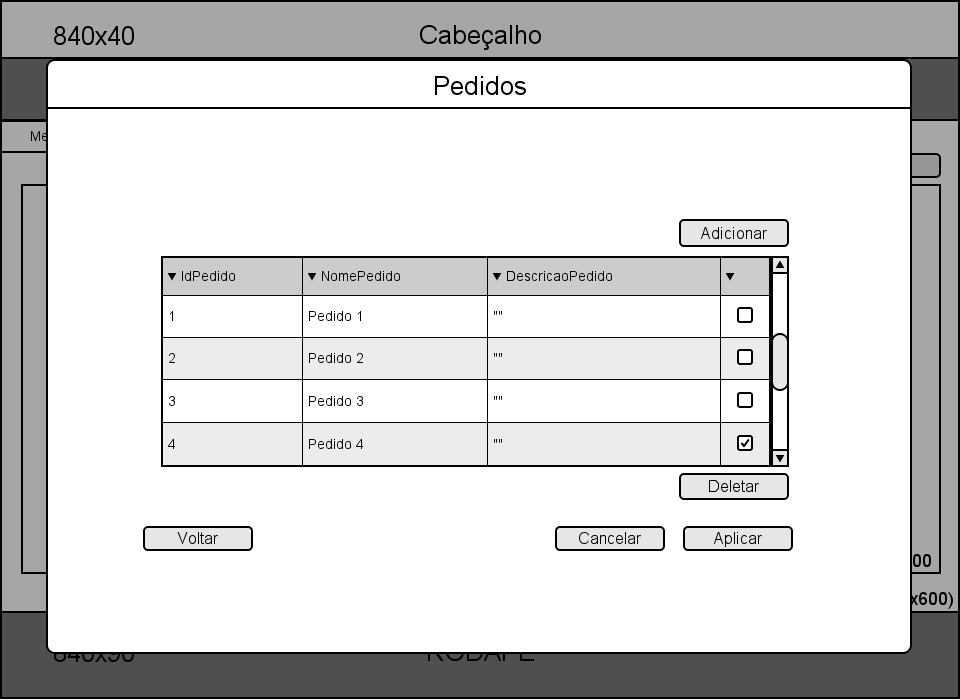 840x40 Cabeçalho
Pedidos
Me
Adicionar
IdPedido NomePedido DescricaoPedido
1 Pedido 1 ""
2 Pedido 2 ""
3 Pedido 3 ""
4 Pedido 4 ""
Deletar
Voltar Cancelar Aplicar
00
x600)
840x90 RODAPÉ